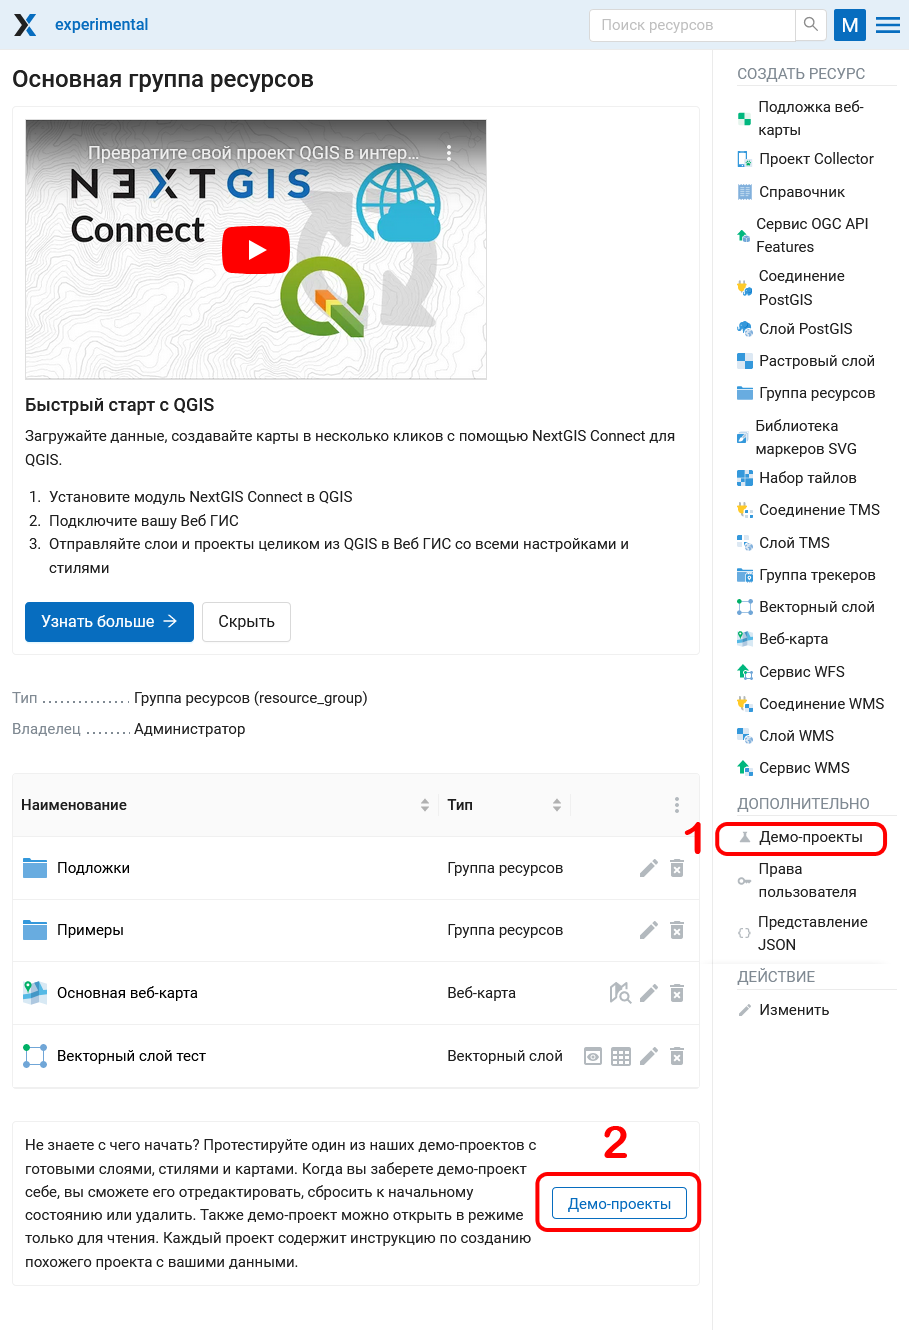 experimental
Поиск ресурсов
M
Основная группа ресурсов
Превратите свой проект QGIS в интер...
NEXTGIS
Connect
Быстрый старт с QGIS
Загружайте данные, создавайте карты в несколько кликов с помощью NextGIS Connect для
QGIS.
1. Установите модуль NextGIS Connect в QGIS
2. Подключите вашу Веб ГИС
3. Отправляйте слои и проекты целиком из QGIS в Веб ГИС со всеми настройками и
стилями
Узнать больше →
Скрыть
Тип ............... Группа ресурсов (resource_group)
Владелец ........ Администратор
Наименование Тип
Подложки Группа ресурсов
Примеры Группа ресурсов
Основная веб-карта Веб-карта
Векторный слой тест Векторный слой
Не знаете с чего начать? Протестируйте один из наших демо-проектов с
готовыми слоями, стилями и картами. Когда вы заберете демо-проект
себе, вы сможете его отредактировать, сбросить к начальному
состоянию или удалить. Также демо-проект можно открыть в режиме
только для чтения. Каждый проект содержит инструкцию по созданию
похожего проекта с вашими данными.
2
Демо-проекты
СОЗДАТЬ РЕСУРС
Подложка веб-
карты
Проект Collector
Справочник
Сервис OGC API
Features
Соединение
PostGIS
Слой PostGIS
Растровый слой
Группа ресурсов
Библиотека
маркеров SVG
Набор тайлов
Соединение TMS
Слой TMS
Группа трекеров
Векторный слой
Веб-карта
Сервис WFS
Соединение WMS
Слой WMS
Сервис WMS
ДОПОЛНИТЕЛЬНО
1
Демо-проекты
Права
пользователя
Представление
JSON
ДЕЙСТВИЕ
Изменить